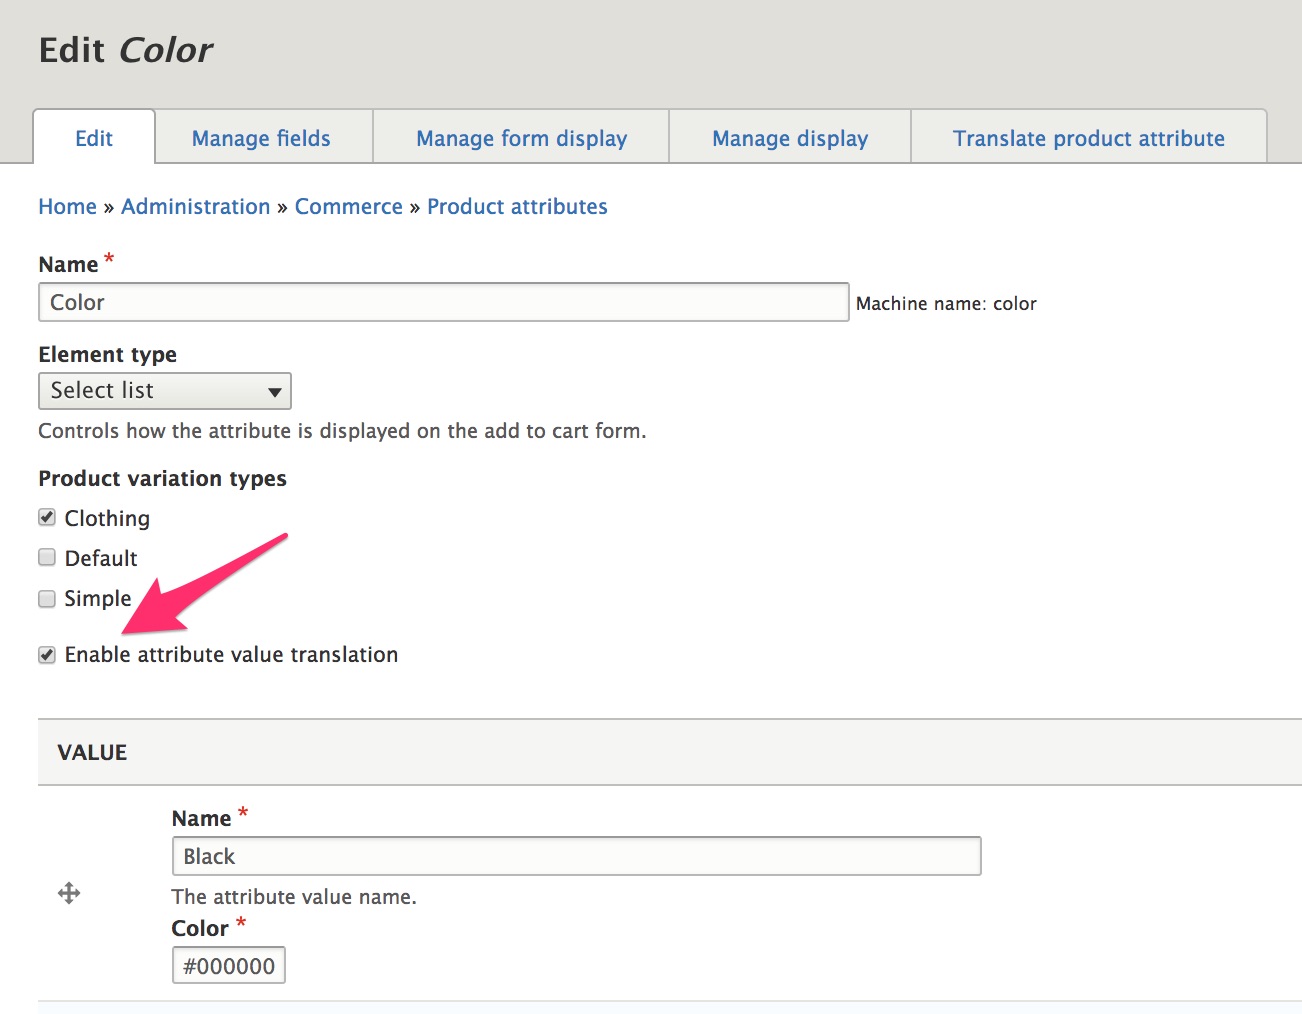 Edit Color
Edit Manage fields Manage form display Manage display Translate product attribute
Home » Administration » Commerce » Product attributes
Name *
Color Machine name: color
Element type
Select list
Controls how the attribute is displayed on the add to cart form.
Product variation types
Clothing
Default
Simple
Enable attribute value translation
VALUE
Name *
Black
The attribute value name.
Color *
#000000